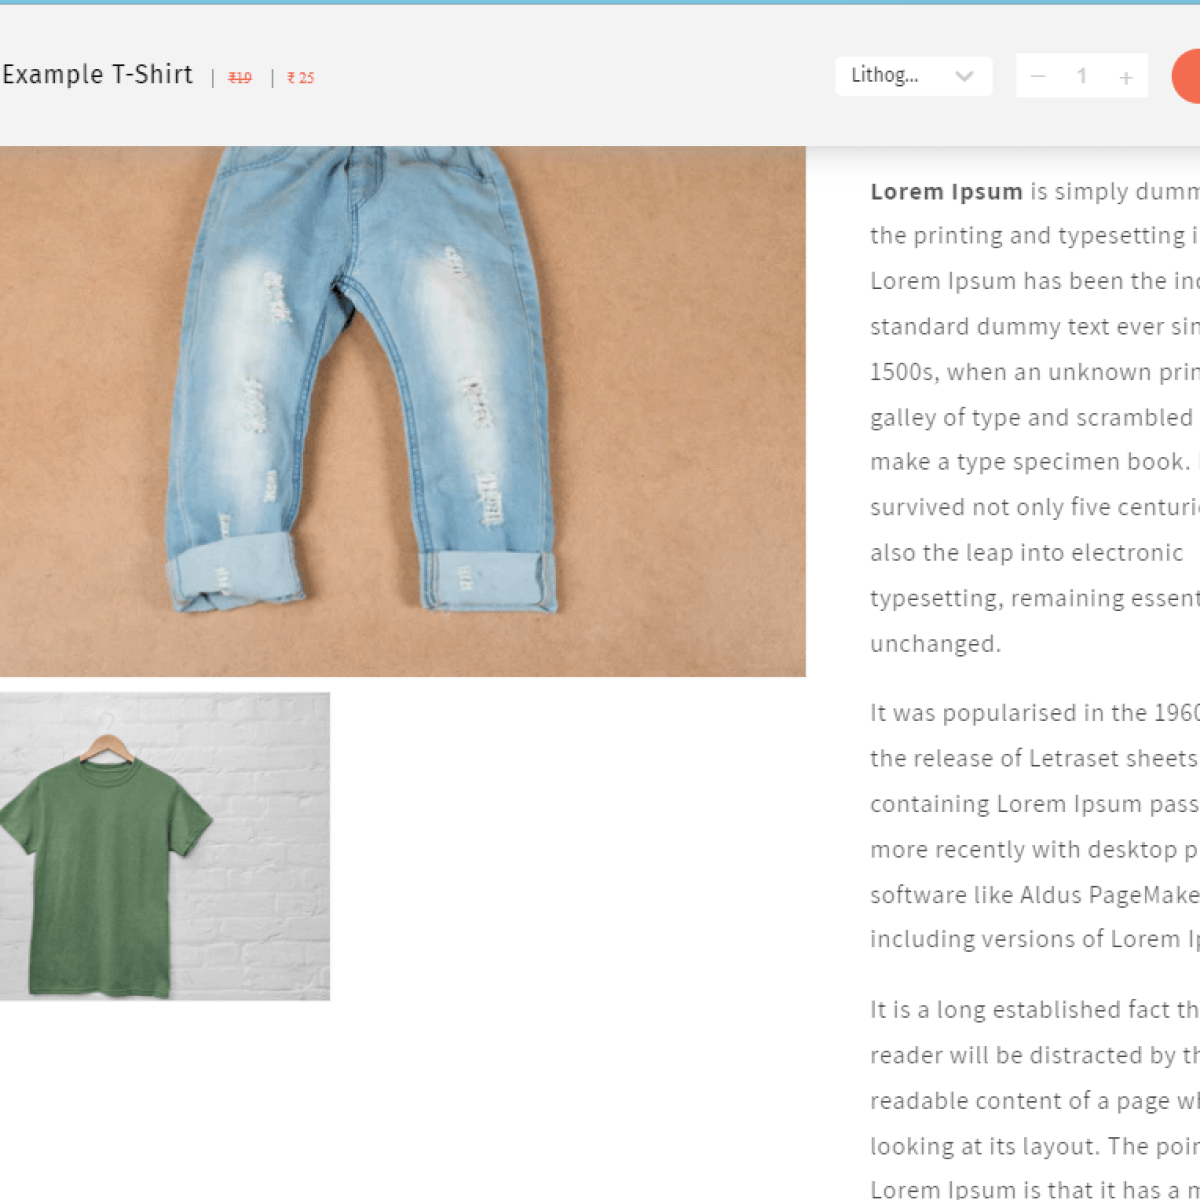 Example T-Shirt | ₹19 | ₹ 25
Lithog... − 1 +
Lorem Ipsum is simply dumm
the printing and typesetting i
Lorem Ipsum has been the in
standard dummy text ever sin
1500s, when an unknown prin
galley of type and scrambled
make a type specimen book.
survived not only five centuri
also the leap into electronic
typesetting, remaining essent
unchanged.
It was popularised in the 1960
the release of Letraset sheets
containing Lorem Ipsum pass
more recently with desktop p
software like Aldus PageMake
including versions of Lorem Ip
It is a long established fact th
reader will be distracted by th
readable content of a page wh
looking at its layout. The poin
Lorem Ipsum is that it has a m